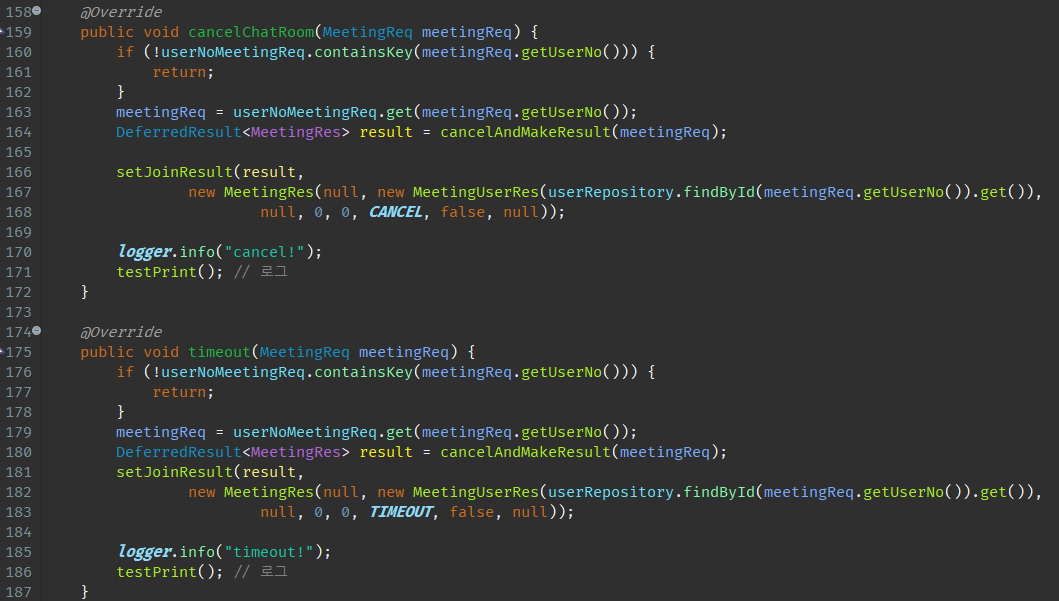 158 @Override
159 public void cancelChatRoom(MeetingReq meetingReq) {
160 if (!userNoMeetingReq.containsKey(meetingReq.getUserNo())) {
161 return;
162 }
163 meetingReq = userNoMeetingReq.get(meetingReq.getUserNo());
164 DeferredResult<MeetingRes> result = cancelAndMakeResult(meetingReq);
165
166 setJoinResult(result,
167 new MeetingRes(null, new MeetingUserRes(userRepository.findById(meetingReq.getUserNo()).get()),
168 null, 0, 0, CANCEL, false, null));
169
170 logger.info("cancel!");
171 testPrint(); // 로그
172 }
173
174 @Override
175 public void timeout(MeetingReq meetingReq) {
176 if (!userNoMeetingReq.containsKey(meetingReq.getUserNo())) {
177 return;
178 }
179 meetingReq = userNoMeetingReq.get(meetingReq.getUserNo());
180 DeferredResult<MeetingRes> result = cancelAndMakeResult(meetingReq);
181 setJoinResult(result,
182 new MeetingRes(null, new MeetingUserRes(userRepository.findById(meetingReq.getUserNo()).get()),
183 null, 0, 0, TIMEOUT, false, null));
184
185 logger.info("timeout!");
186 testPrint(); // 로그
187 }